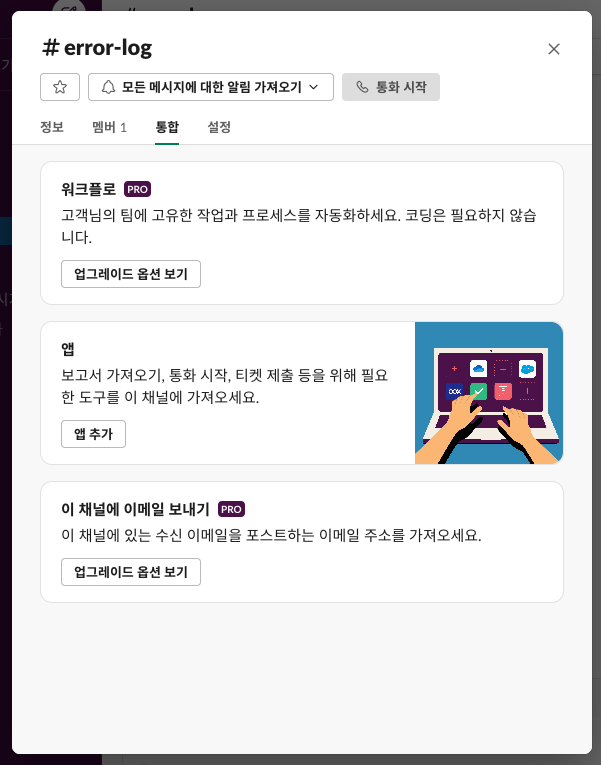 # error-log
모든 메시지에 대한 알림 가져오기
통화 시작
정보
멤버 1
통합
설정
워크플로 PRO
고객님의 팀에 고유한 작업과 프로세스를 자동화하세요. 코딩은 필요하지 않습
니다.
업그레이드 옵션 보기
앱
보고서 가져오기, 통화 시작, 티켓 제출 등을 위해 필요
한 도구를 이 채널에 가져오세요.
앱 추가
이 채널에 이메일 보내기 PRO
이 채널에 있는 수신 이메일을 포스트하는 이메일 주소를 가져오세요.
업그레이드 옵션 보기